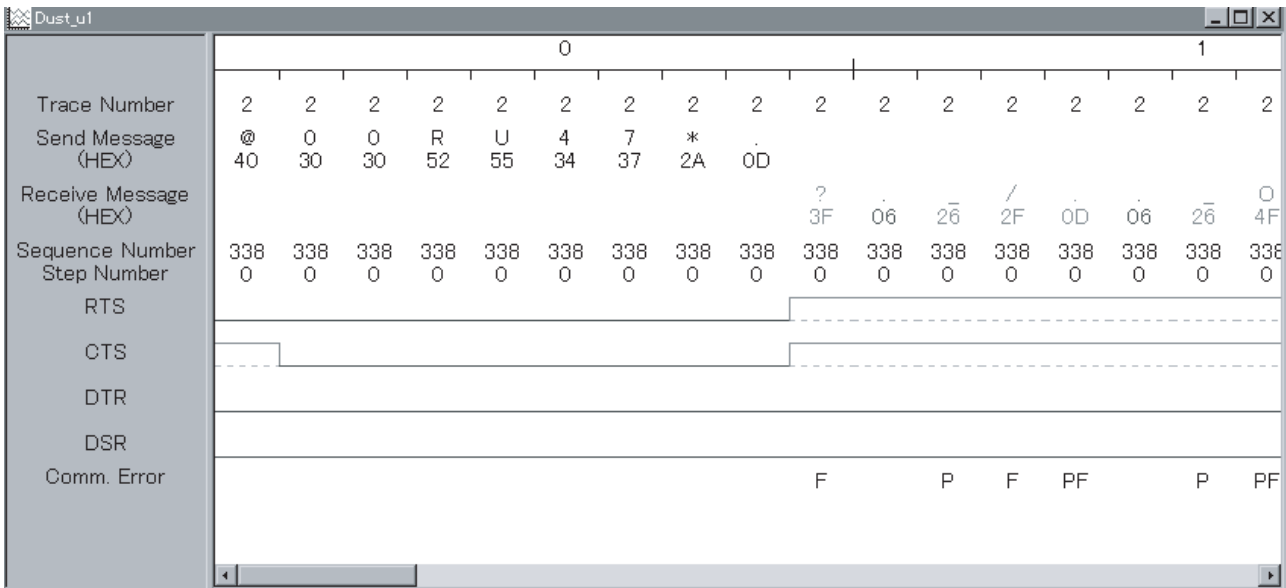 Dust_u1
0 1
Trace Number 2 2 2 2 2 2 2 2 2 2 2 2 2 2 2 2 2
Send Message @ 0 0 R U 4 7 * .
(HEX) 40 30 30 52 55 34 37 2A 0D
Receive Message ? . _ / . . _ O
(HEX) 3F 06 26 2F 0D 06 26 4F
Sequence Number 338 338 338 338 338 338 338 338 338 338 338 338 338 338 338 338 338
Step Number 0 0 0 0 0 0 0 0 0 0 0 0 0 0 0 0 0
RTS
CTS
DTR
DSR
Comm. Error F P F PF P PF